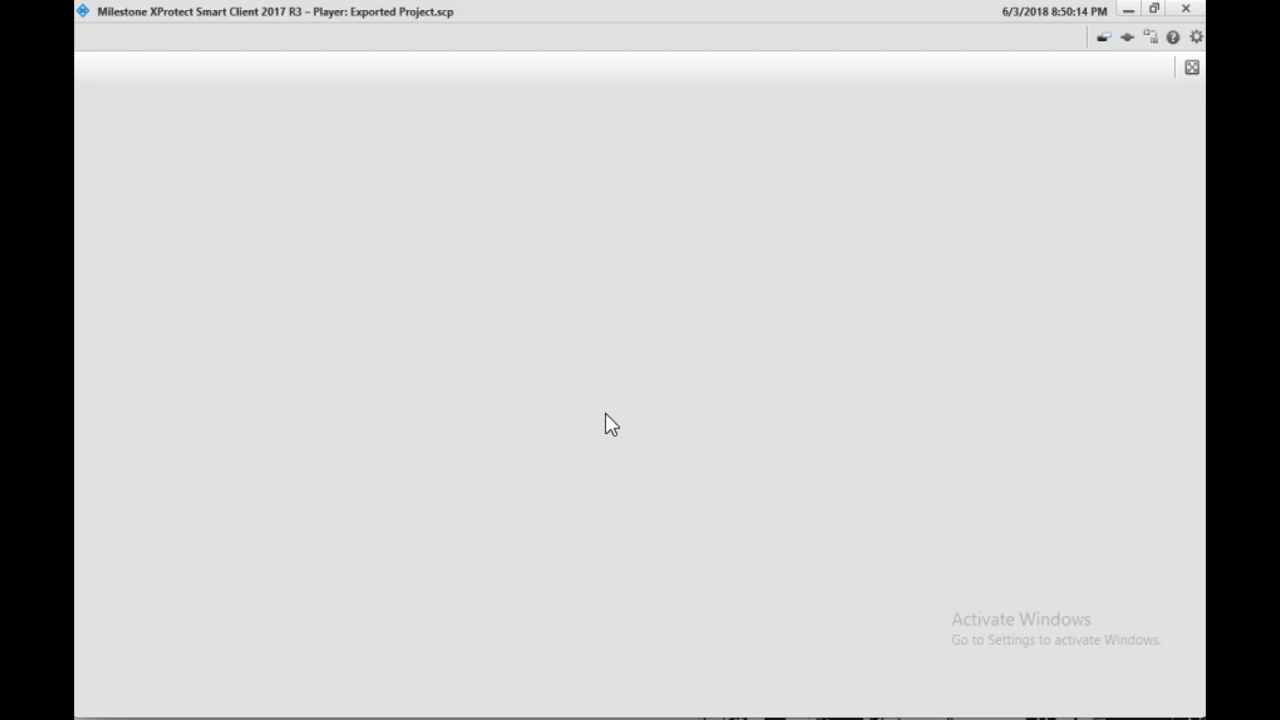 Milestone XProtect Smart Client 2017 R3 – Player: Exported Project.scp
6/3/2018 8:50:14 PM
Activate Windows
Go to Settings to activate Windows.